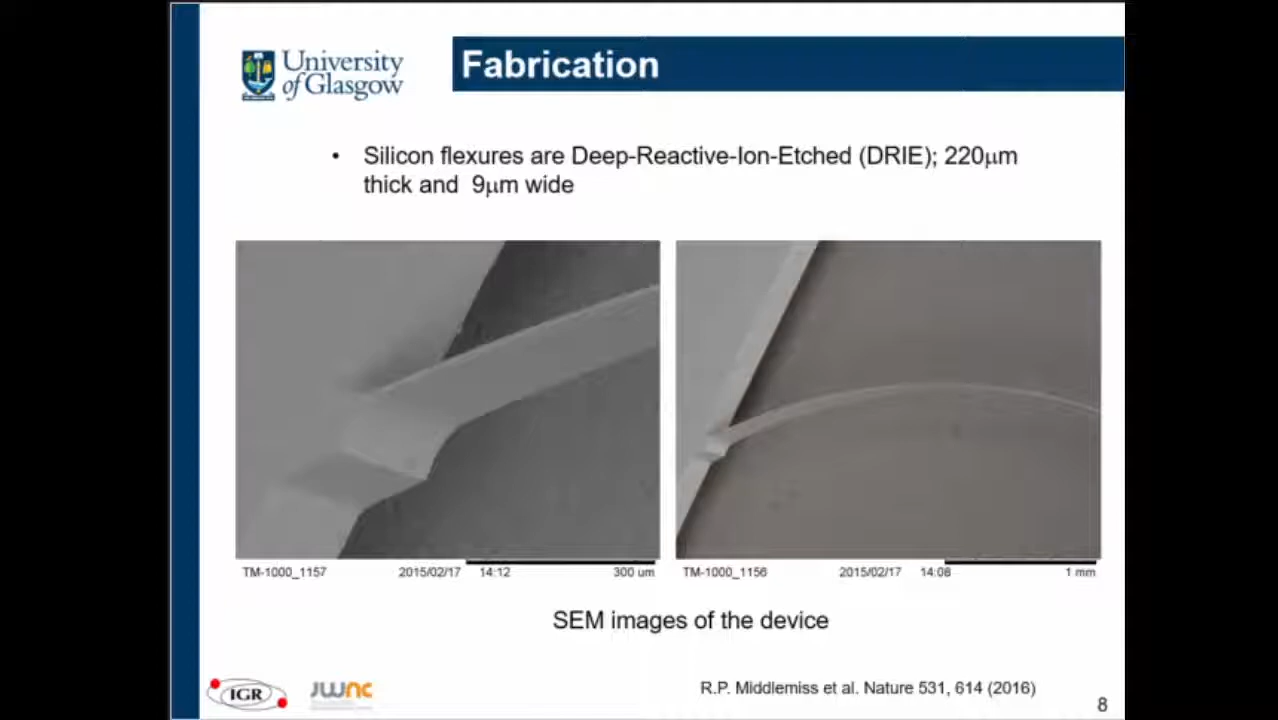 University
of Glasgow
Fabrication
• Silicon flexures are Deep-Reactive-Ion-Etched (DRIE); 220μm
thick and 9μm wide
TM-1000_1157 2015/02/17 14:12 300 um
TM-1000_1156 2015/02/17 14:08 1 mm
SEM images of the device
IGR
JWNC
R.P. Middlemiss et al. Nature 531, 614 (2016)
8